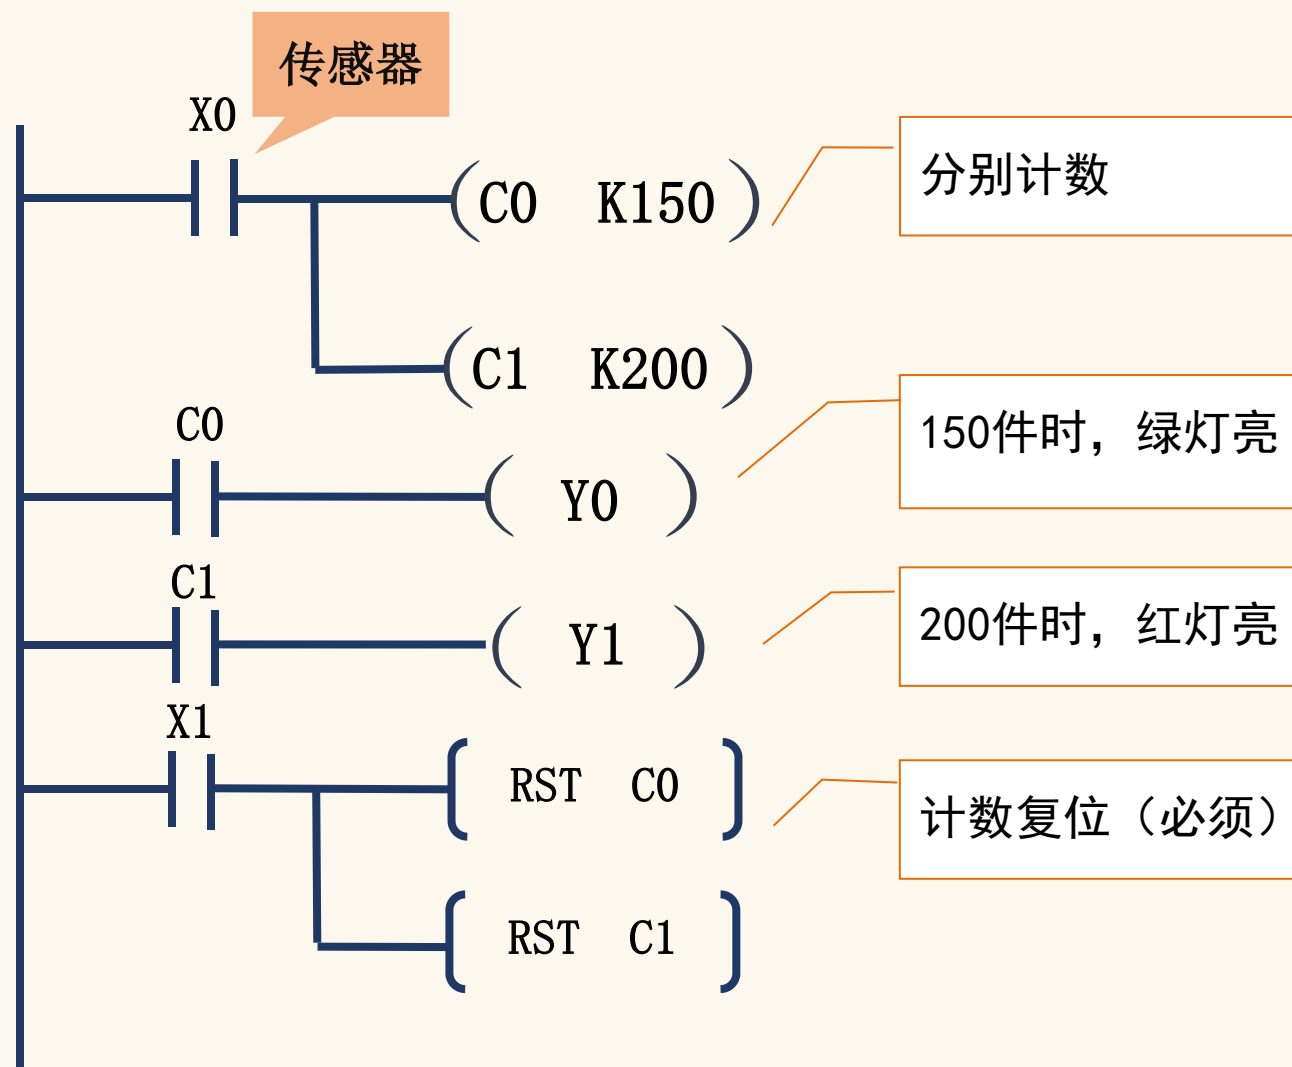 传感器
X0
C0 K150
分别计数
C1 K200
C0
Y0
150件时，绿灯亮
C1
Y1
200件时，红灯亮
X1
RST C0
计数复位（必须）
RST C1